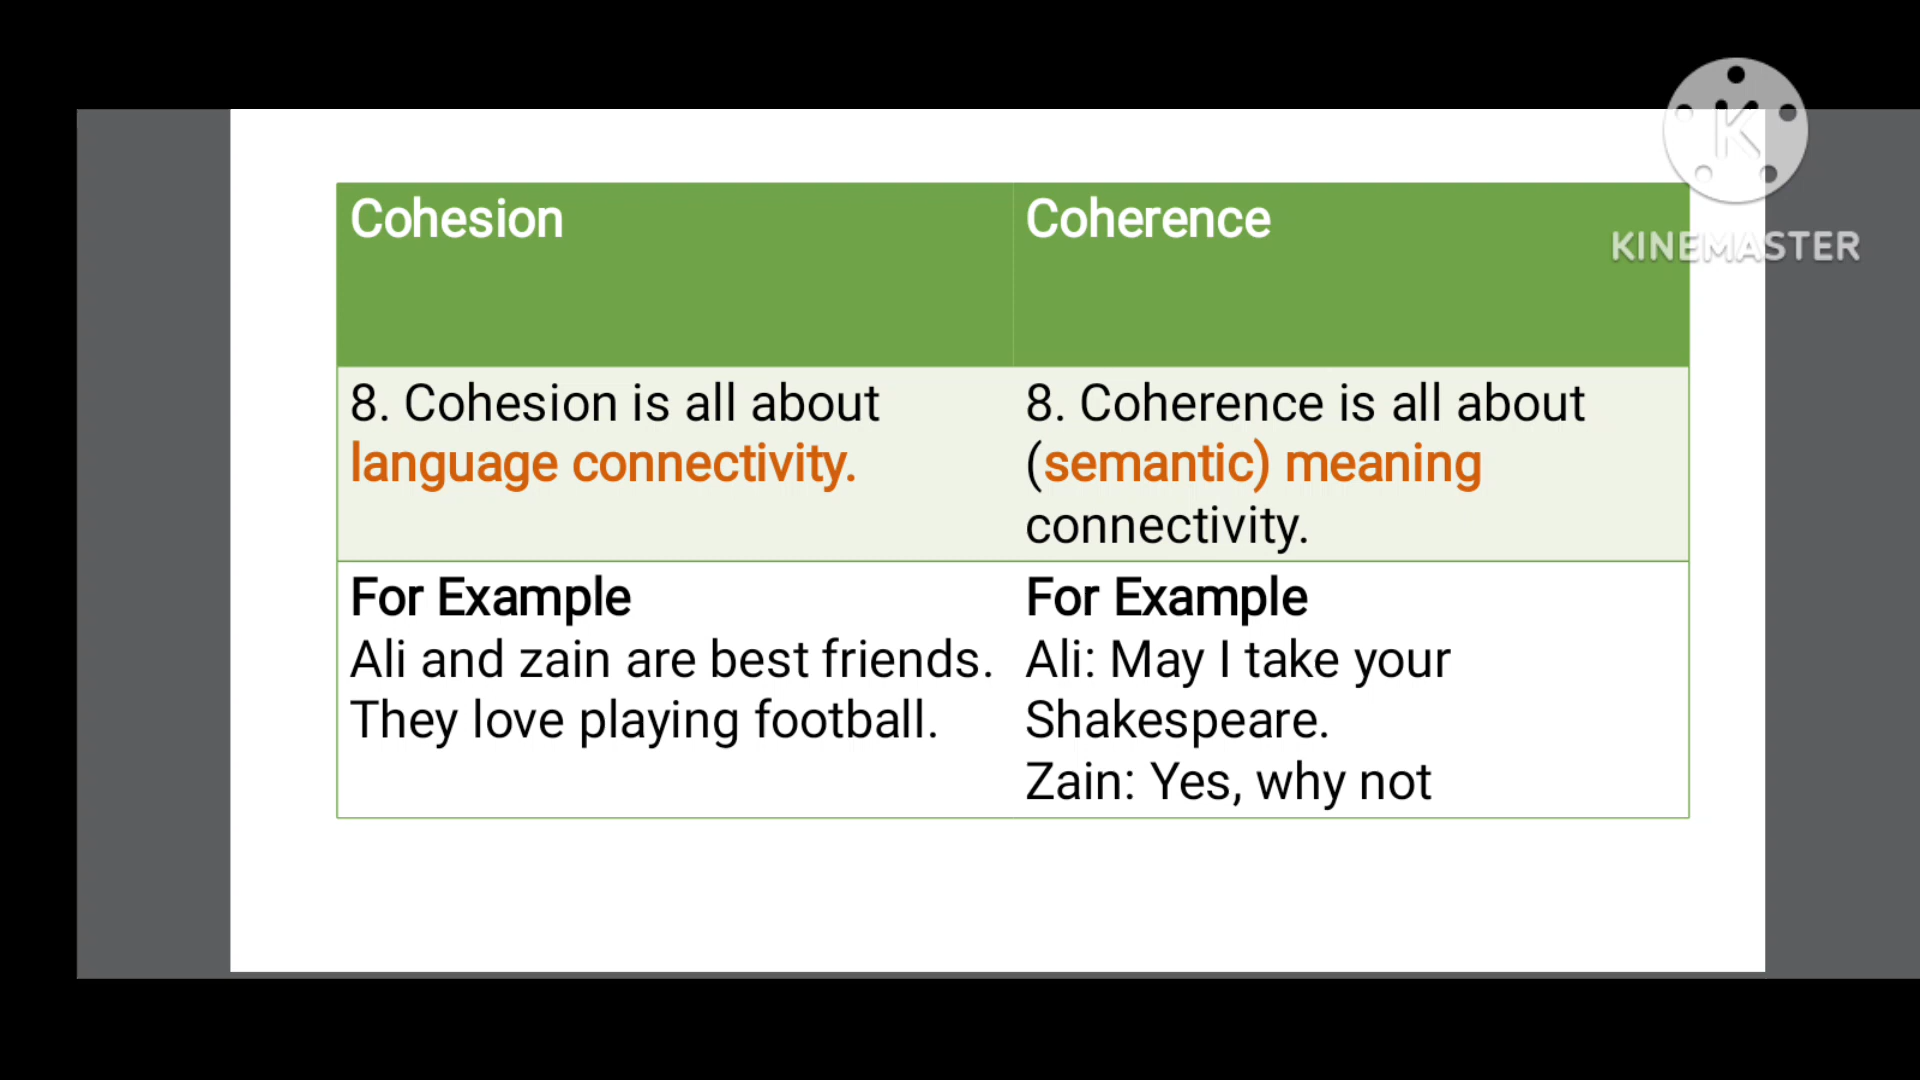 Cohesion
Coherence
8. Cohesion is all about
language connectivity.
8. Coherence is all about
(semantic) meaning
connectivity.
For Example
Ali and zain are best friends.
They love playing football.
For Example
Ali: May I take your
Shakespeare.
Zain: Yes, why not
K
KINEMASTER